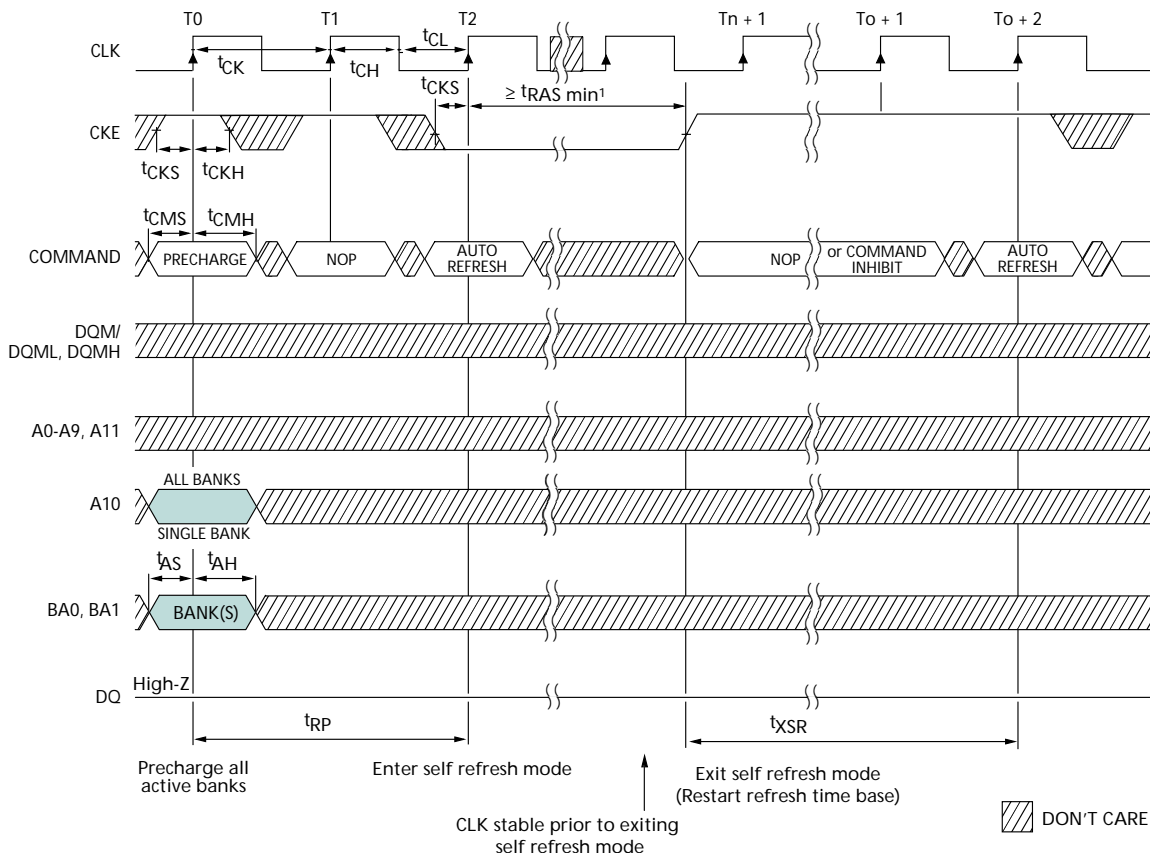 T0 T1 T2 Tn + 1 To + 1 To + 2
CLK
tCK tCH tCL
tCKS ≥ tRAS min¹
CKE
tCKS tCKH
tCMS tCMH
COMMAND PRECHARGE NOP AUTO REFRESH NOP or COMMAND INHIBIT AUTO REFRESH
DQM/
DQML, DQMH
A0-A9, A11
ALL BANKS
A10
SINGLE BANK
tAS tAH
BA0, BA1 BANK(S)
High-Z
DQ
tRP tXSR
Precharge all
active banks
Enter self refresh mode
CLK stable prior to exiting
self refresh mode
Exit self refresh mode
(Restart refresh time base)
DON'T CARE